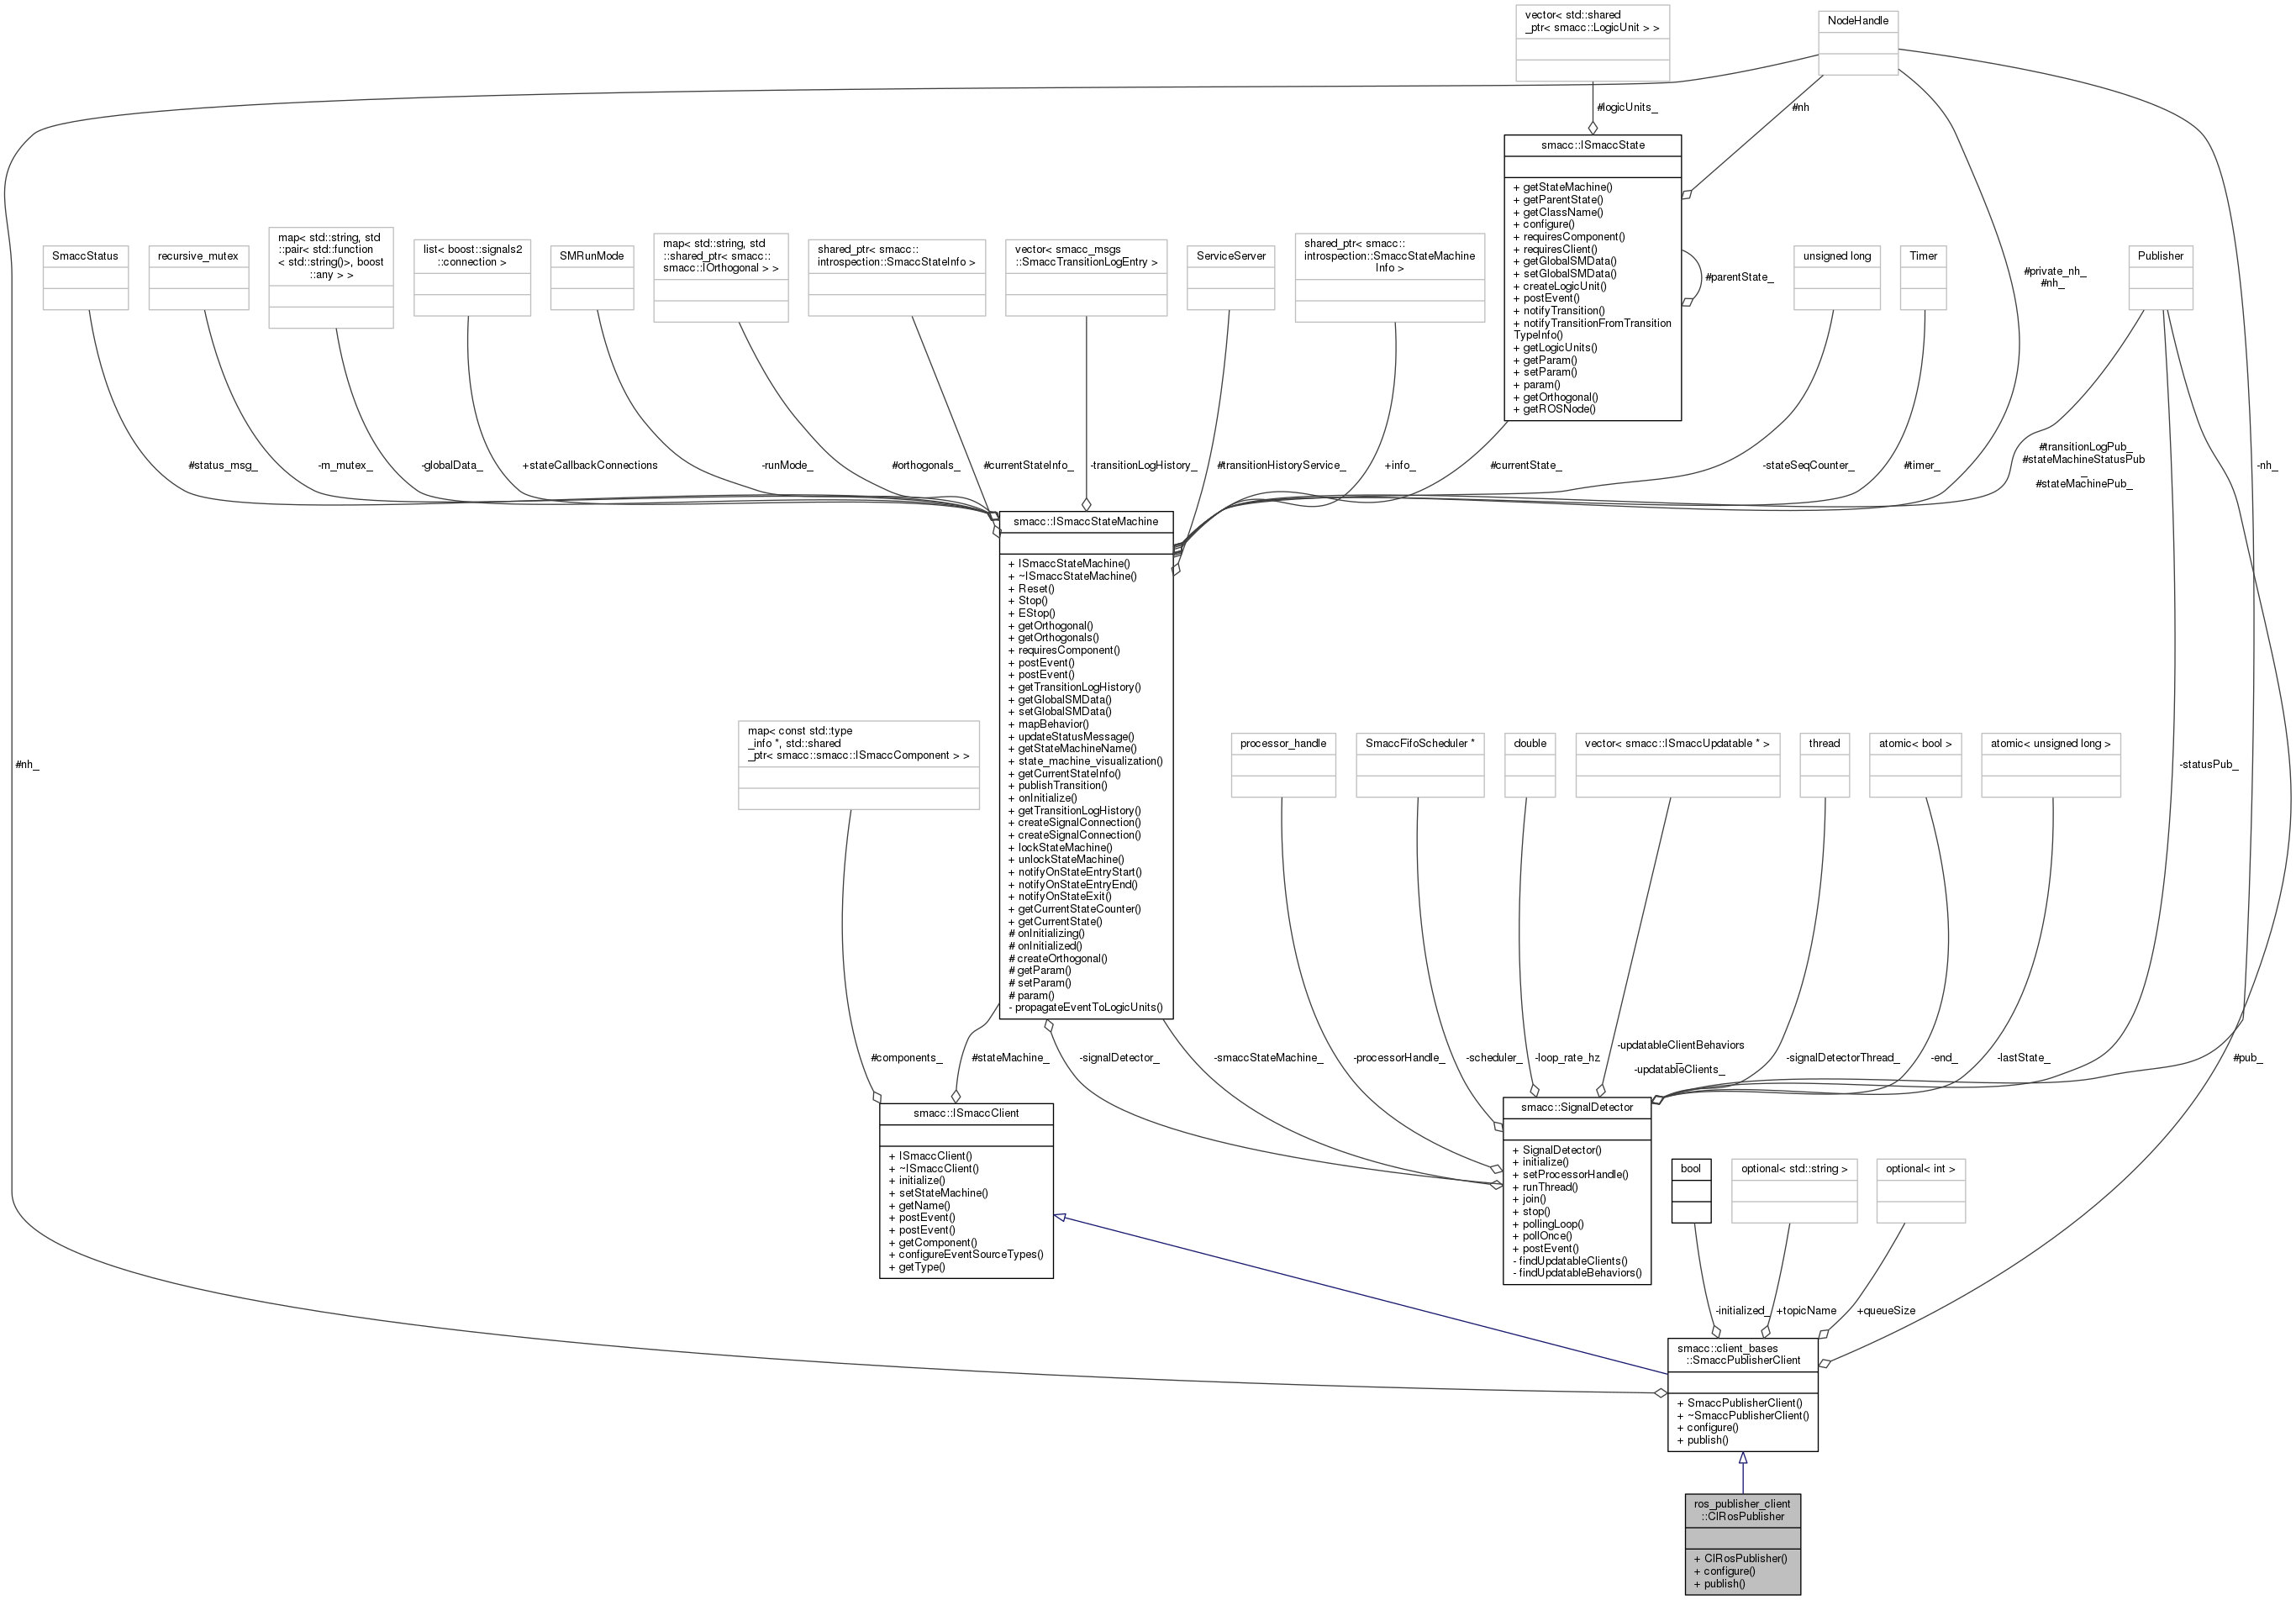 vector< std::shared
_ptr< smacc::LogicUnit > >
NodeHandle
#logicUnits_
#nh
smacc::ISmaccState
+ getStateMachine()
+ getParentState()
+ getClassName()
+ configure()
+ requiresComponent()
+ requiresClient()
+ getGlobalSMData()
+ setGlobalSMData()
+ createLogicUnit()
+ postEvent()
+ notifyTransition()
+ notifyTransitionFromTransition
TypeInfo()
+ getLogicUnits()
+ getParam()
+ setParam()
+ param()
+ getOrthogonal()
+ getROSNode()
#parentState_
SmaccStatus
recursive_mutex
map< std::string, std
::pair< std::function
< std::string()>, boost
::any > >
list< boost::signals2
::connection >
SMRunMode
map< std::string, std
::shared_ptr< smacc::
smacc::IOrthogonal > >
shared_ptr< smacc::
introspection::SmaccStateInfo >
vector< smacc_msgs
::SmaccTransitionLogEntry >
ServiceServer
shared_ptr< smacc::
introspection::SmaccStateMachine
Info >
unsigned long
Timer
#private_nh_
#nh_
Publisher
#status_msg_
-m_mutex_
-globalData_
+stateCallbackConnections
-runMode_
#orthogonals_
#currentStateInfo_
-transitionLogHistory_
#transitionHistoryService_
+info_
#currentState_
-stateSeqCounter_
#timer_
#transitionLogPub_
#stateMachineStatusPub
_
#stateMachinePub_
-nh_
smacc::ISmaccStateMachine
+ ISmaccStateMachine()
+ ~ISmaccStateMachine()
+ Reset()
+ Stop()
+ EStop()
+ getOrthogonal()
+ getOrthogonals()
+ requiresComponent()
+ postEvent()
+ postEvent()
+ getTransitionLogHistory()
+ getGlobalSMData()
+ setGlobalSMData()
+ mapBehavior()
+ updateStatusMessage()
+ getStateMachineName()
+ state_machine_visualization()
+ getCurrentStateInfo()
+ publishTransition()
+ onInitialize()
+ getTransitionLogHistory()
+ createSignalConnection()
+ createSignalConnection()
+ lockStateMachine()
+ unlockStateMachine()
+ notifyOnStateEntryStart()
+ notifyOnStateEntryEnd()
+ notifyOnStateExit()
+ getCurrentStateCounter()
+ getCurrentState()
# onInitializing()
# onInitialized()
# createOrthogonal()
# getParam()
# setParam()
# param()
- propagateEventToLogicUnits()
#nh_
map< const std::type
_info *, std::shared
_ptr< smacc::smacc::ISmaccComponent > >
processor_handle
SmaccFifoScheduler *
double
vector< smacc::ISmaccUpdatable * >
thread
atomic< bool >
atomic< unsigned long >
-statusPub_
#components_
#stateMachine_
-signalDetector_
-smaccStateMachine_
-processorHandle_
-scheduler_
-loop_rate_hz
-updatableClientBehaviors
_
-updatableClients_
-signalDetectorThread_
-end_
-lastState_
#pub_
smacc::ISmaccClient
+ ISmaccClient()
+ ~ISmaccClient()
+ initialize()
+ setStateMachine()
+ getName()
+ postEvent()
+ postEvent()
+ getComponent()
+ configureEventSourceTypes()
+ getType()
smacc::SignalDetector
+ SignalDetector()
+ initialize()
+ setProcessorHandle()
+ runThread()
+ join()
+ stop()
+ pollingLoop()
+ pollOnce()
+ postEvent()
- findUpdatableClients()
- findUpdatableBehaviors()
bool
optional< std::string >
optional< int >
-initialized_
+topicName
+queueSize
smacc::client_bases
::SmaccPublisherClient
+ SmaccPublisherClient()
+ ~SmaccPublisherClient()
+ configure()
+ publish()
ros_publisher_client
::ClRosPublisher
+ ClRosPublisher()
+ configure()
+ publish()